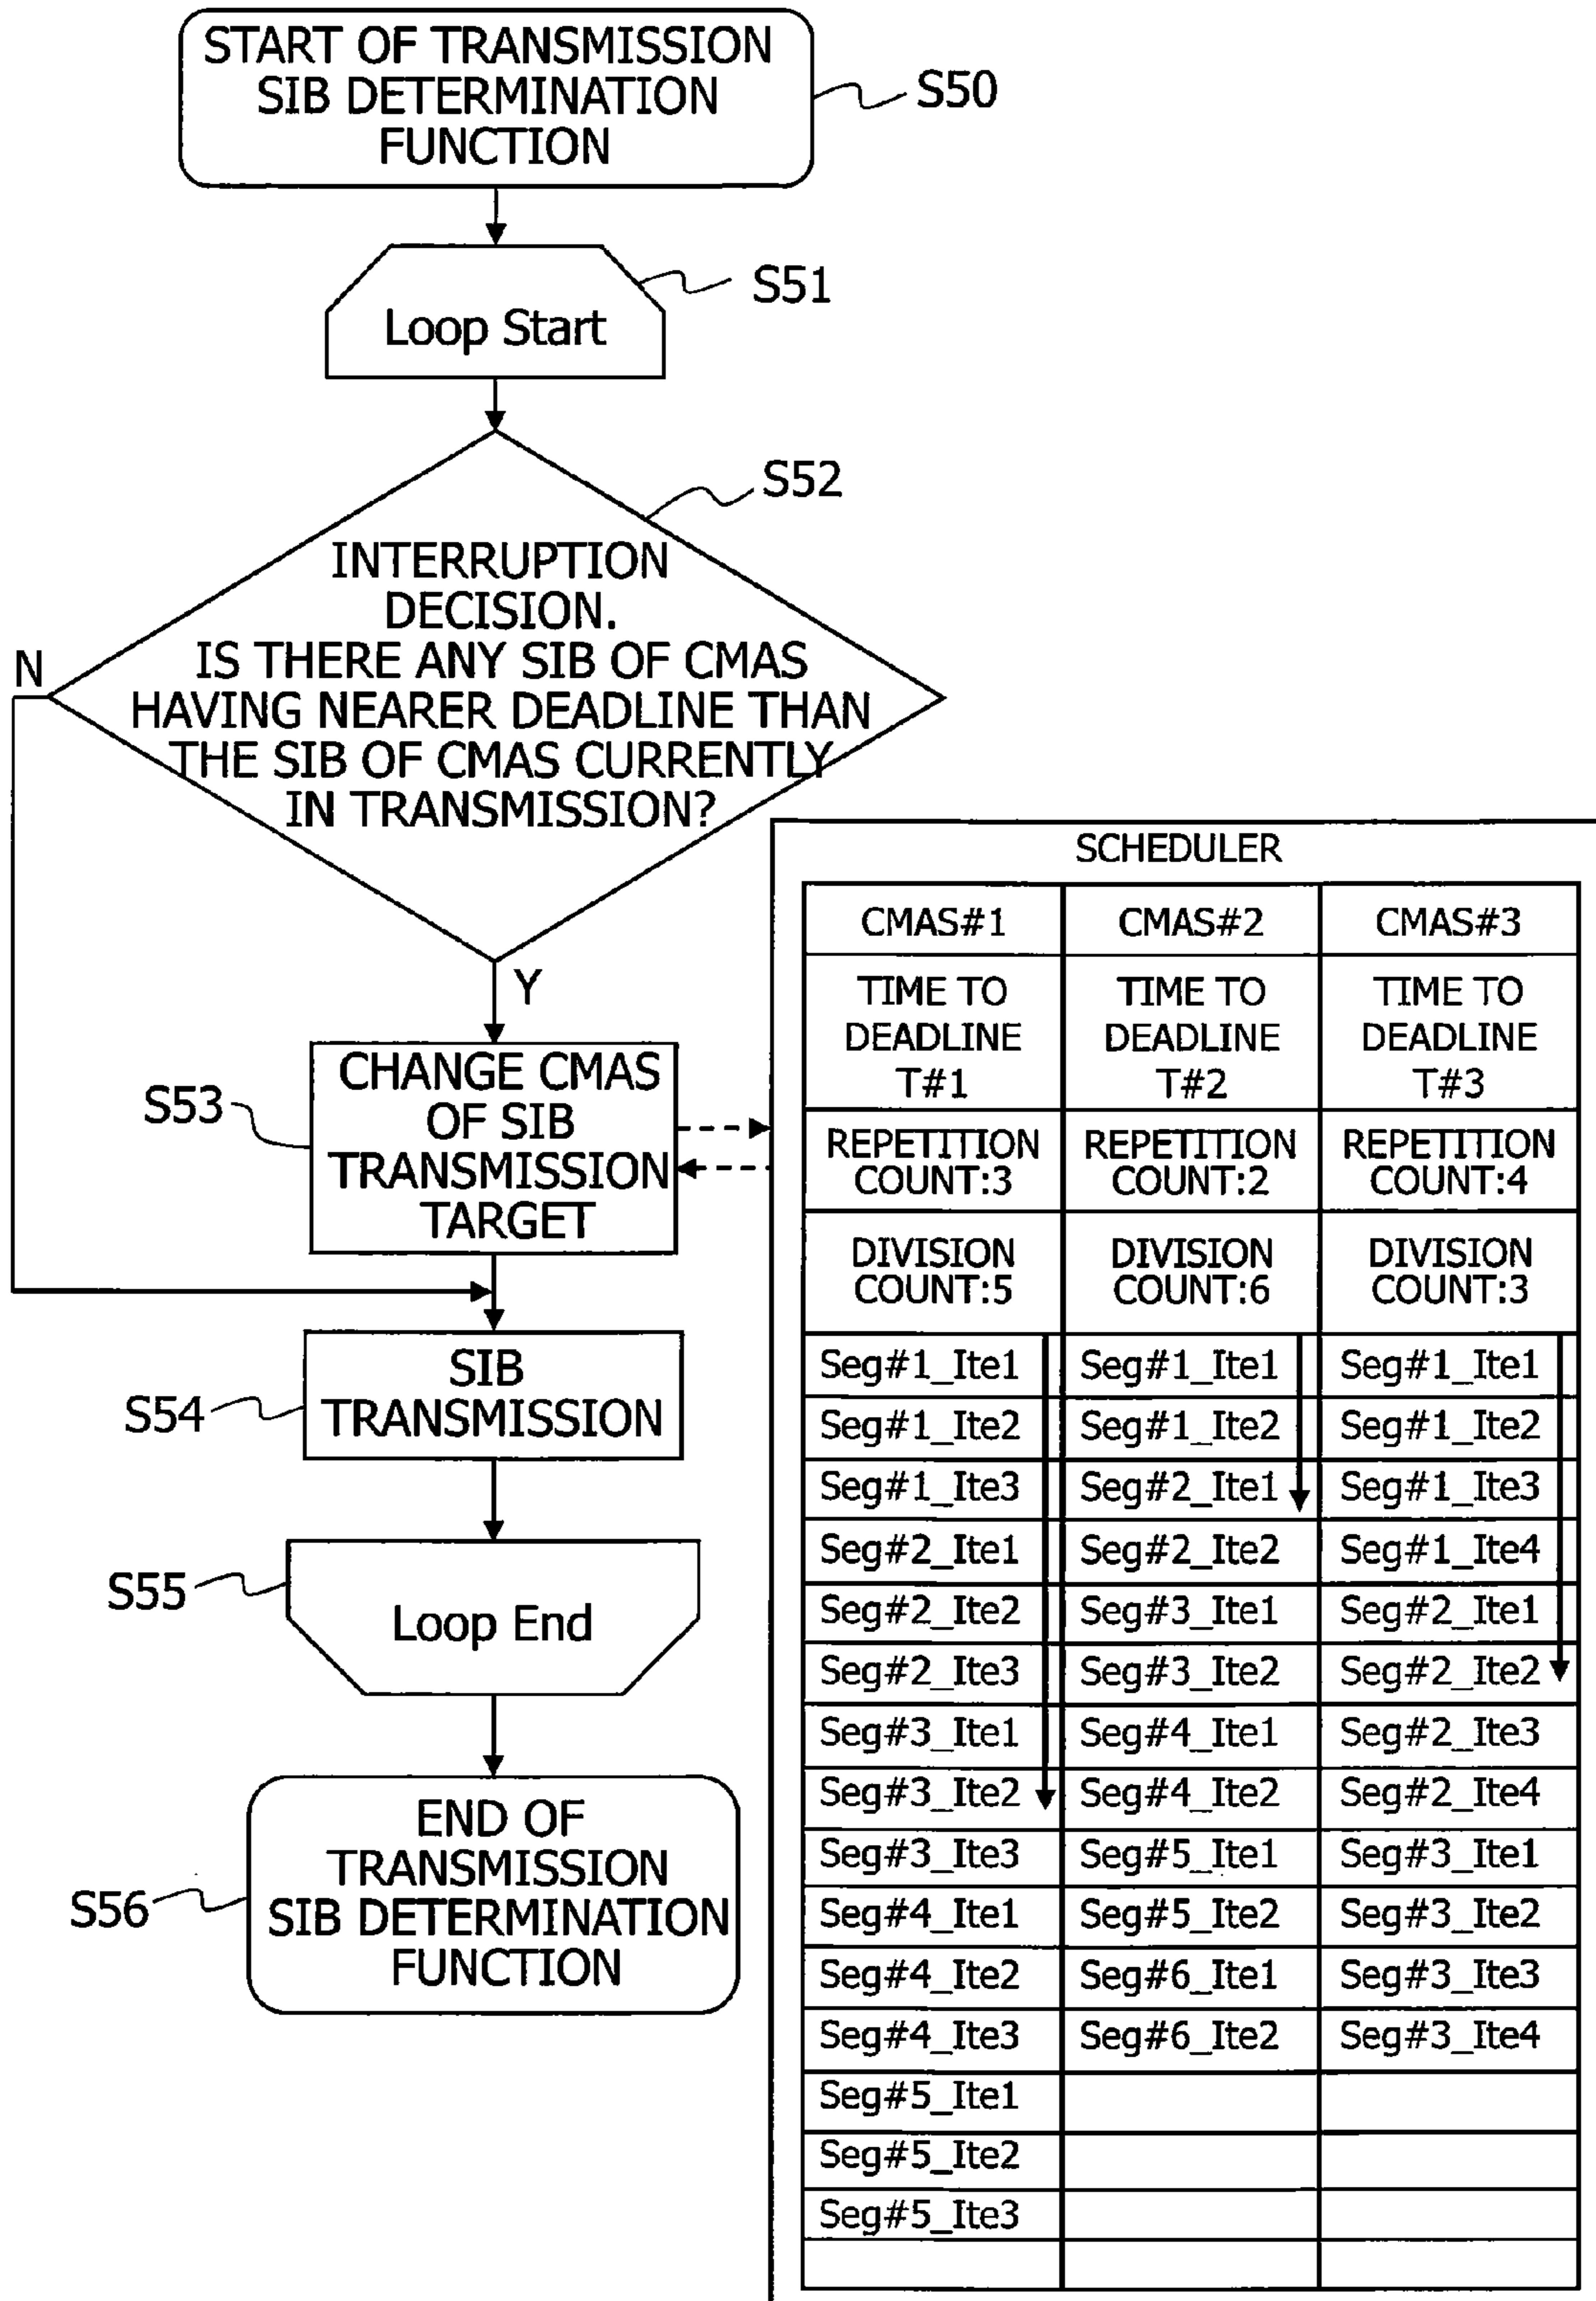 START OF TRANSMISSION
SIB DETERMINATION
FUNCTION
S50
Loop Start
S51
S52
INTERRUPTION
DECISION.
IS THERE ANY SIB OF CMAS
HAVING NEARER DEADLINE THAN
THE SIB OF CMAS CURRENTLY
IN TRANSMISSION?
N
Y
S53
CHANGE CMAS
OF SIB
TRANSMISSION
TARGET
S54
SIB
TRANSMISSION
S55
Loop End
S56
END OF
TRANSMISSION
SIB DETERMINATION
FUNCTION
SCHEDULER
CMAS#1 CMAS#2 CMAS#3
TIME TO TIME TO TIME TO
DEADLINE DEADLINE DEADLINE
T#1 T#2 T#3
REPETITION REPETITION REPETITION
COUNT:3 COUNT:2 COUNT:4
DIVISION DIVISION DIVISION
COUNT:5 COUNT:6 COUNT:3
Seg#1_Ite1 Seg#1_Ite1 Seg#1_Ite1
Seg#1_Ite2 Seg#1_Ite2 Seg#1_Ite2
Seg#1_Ite3 Seg#2_Ite1 Seg#1_Ite3
Seg#2_Ite1 Seg#2_Ite2 Seg#1_Ite4
Seg#2_Ite2 Seg#3_Ite1 Seg#2_Ite1
Seg#2_Ite3 Seg#3_Ite2 Seg#2_Ite2
Seg#3_Ite1 Seg#4_Ite1 Seg#2_Ite3
Seg#3_Ite2 Seg#4_Ite2 Seg#2_Ite4
Seg#3_Ite3 Seg#5_Ite1 Seg#3_Ite1
Seg#4_Ite1 Seg#5_Ite2 Seg#3_Ite2
Seg#4_Ite2 Seg#6_Ite1 Seg#3_Ite3
Seg#4_Ite3 Seg#6_Ite2 Seg#3_Ite4
Seg#5_Ite1
Seg#5_Ite2
Seg#5_Ite3